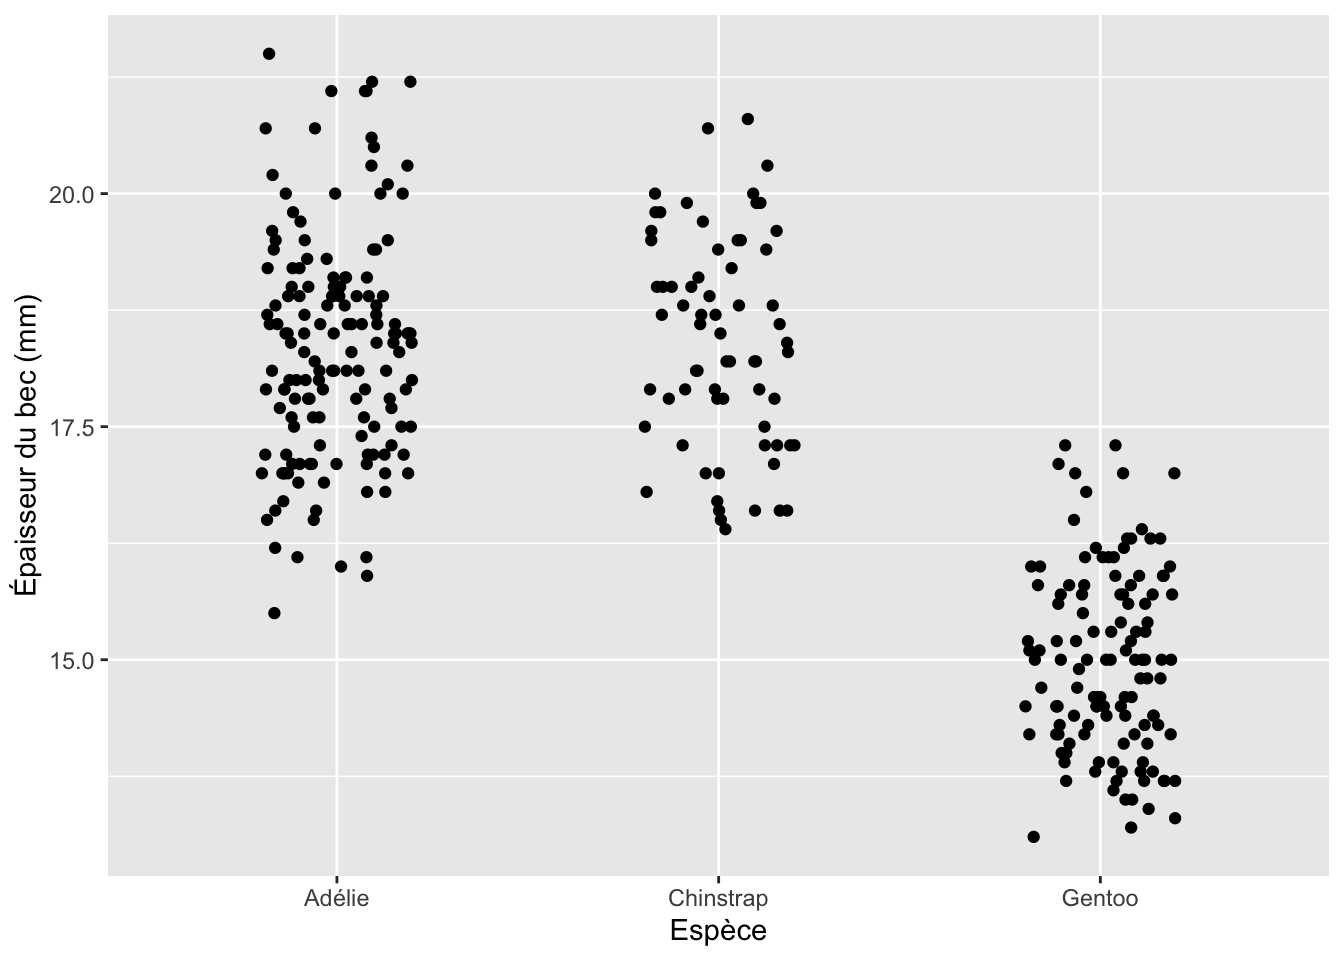 Épaisseur du bec (mm)
20.0
17.5
15.0
Adélie Chinstrap Gentoo
Espèce